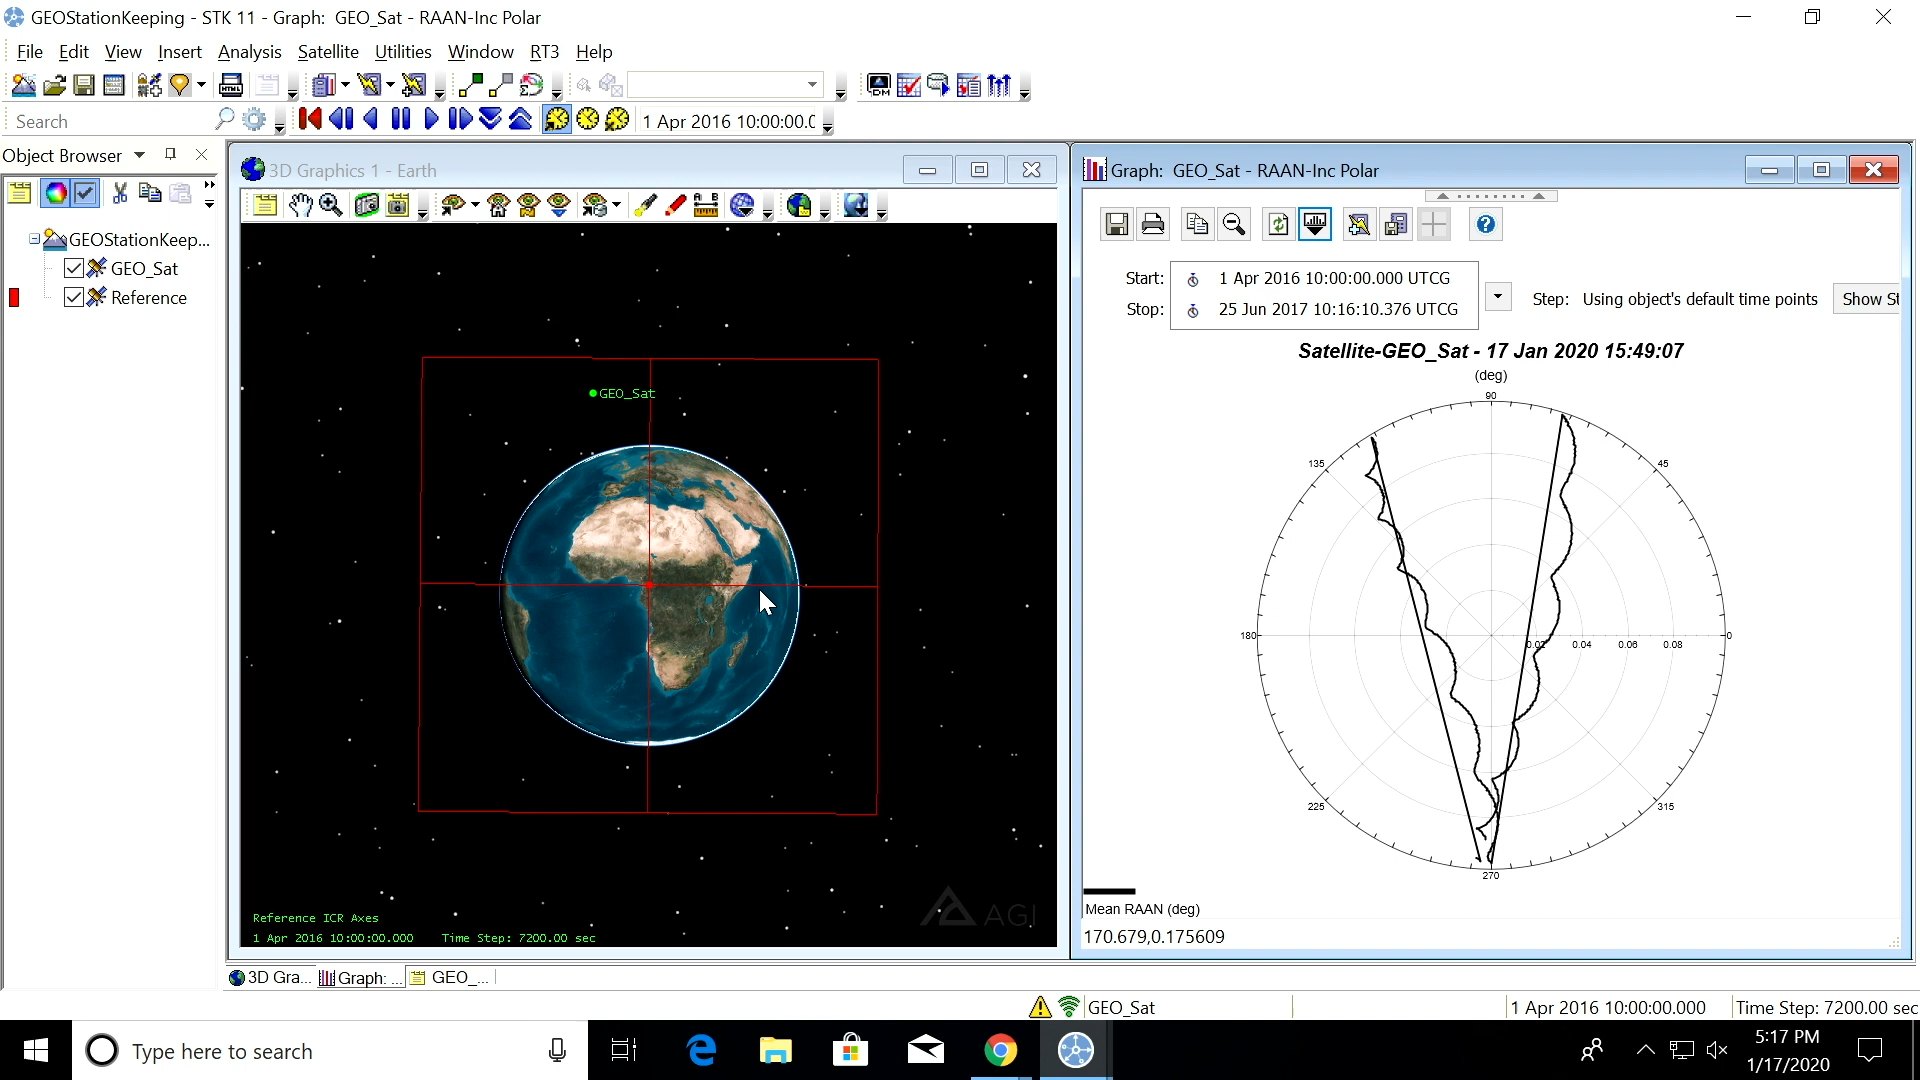 GEOStationKeeping - STK 11 - Graph:  GEO_Sat - RAAN-Inc Polar
File Edit View Insert Analysis Satellite Utilities Window RT3 Help
Search
1 Apr 2016 10:00:00.0
Object Browser
GEOStationKeep...
GEO_Sat
Reference
3D Graphics 1 - Earth
GEO_Sat
AGI
Reference ICR Axes
1 Apr 2016 10:00:00.000 Time Step: 7200.00 sec
Graph:  GEO_Sat - RAAN-Inc Polar
Start: 1 Apr 2016 10:00:00.000 UTCG
Stop: 25 Jun 2017 10:16:10.376 UTCG
Step: Using object's default time points
Show St
Satellite-GEO_Sat - 17 Jan 2020 15:49:07
(deg)
90
135 45
180 0.02 0.04 0.06 0.08 0
225 315
270
Mean RAAN (deg)
170.679,0.175609
3D Gra... Graph: ... GEO_...
GEO_Sat 1 Apr 2016 10:00:00.000 Time Step: 7200.00 sec
Type here to search
5:17 PM
1/17/2020